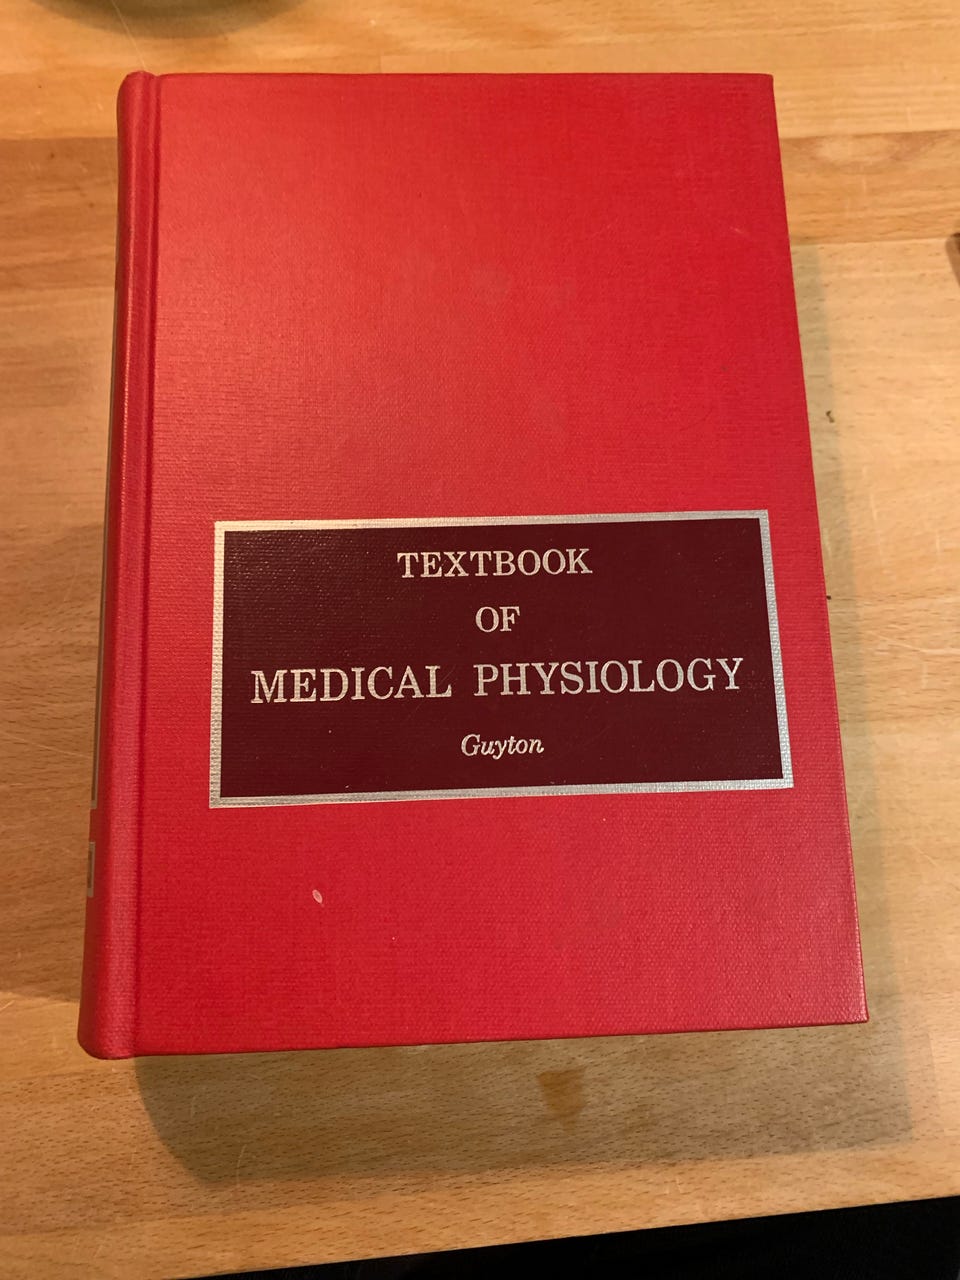 TEXTBOOK
OF
MEDICAL PHYSIOLOGY
Guyton